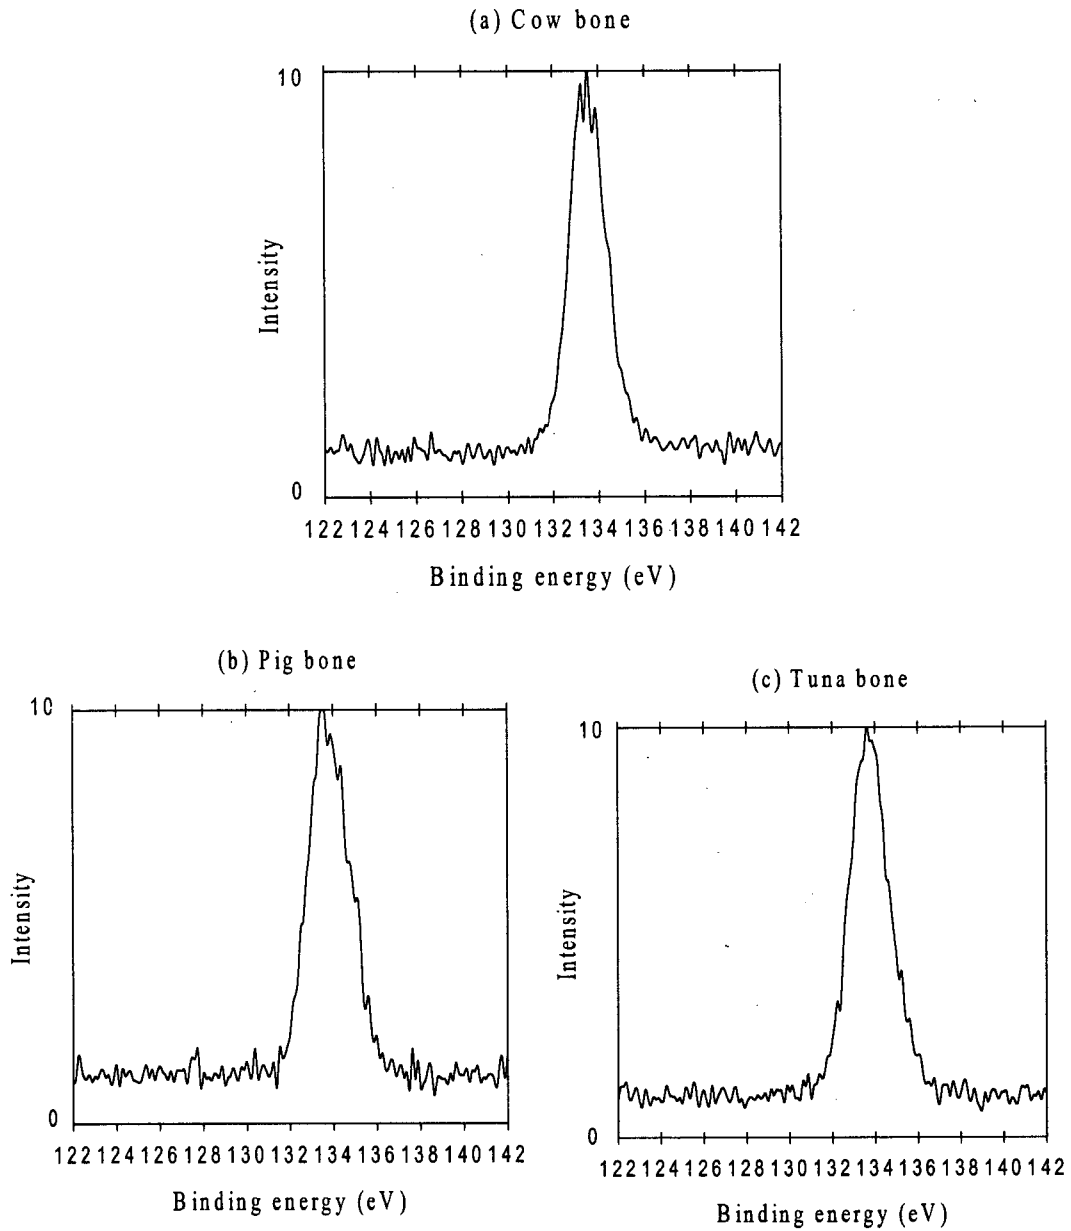 (a) Cow bone
10
Intensity
0
122 124 126 128 130 132 134 136 138 140 142
Binding energy (eV)
(b) Pig bone
10
Intensity
0
122 124 126 128 130 132 134 136 138 140 142
Binding energy (eV)
(c) Tuna bone
10
Intensity
0
122 124 126 128 130 132 134 136 138 140 142
Binding energy (eV)